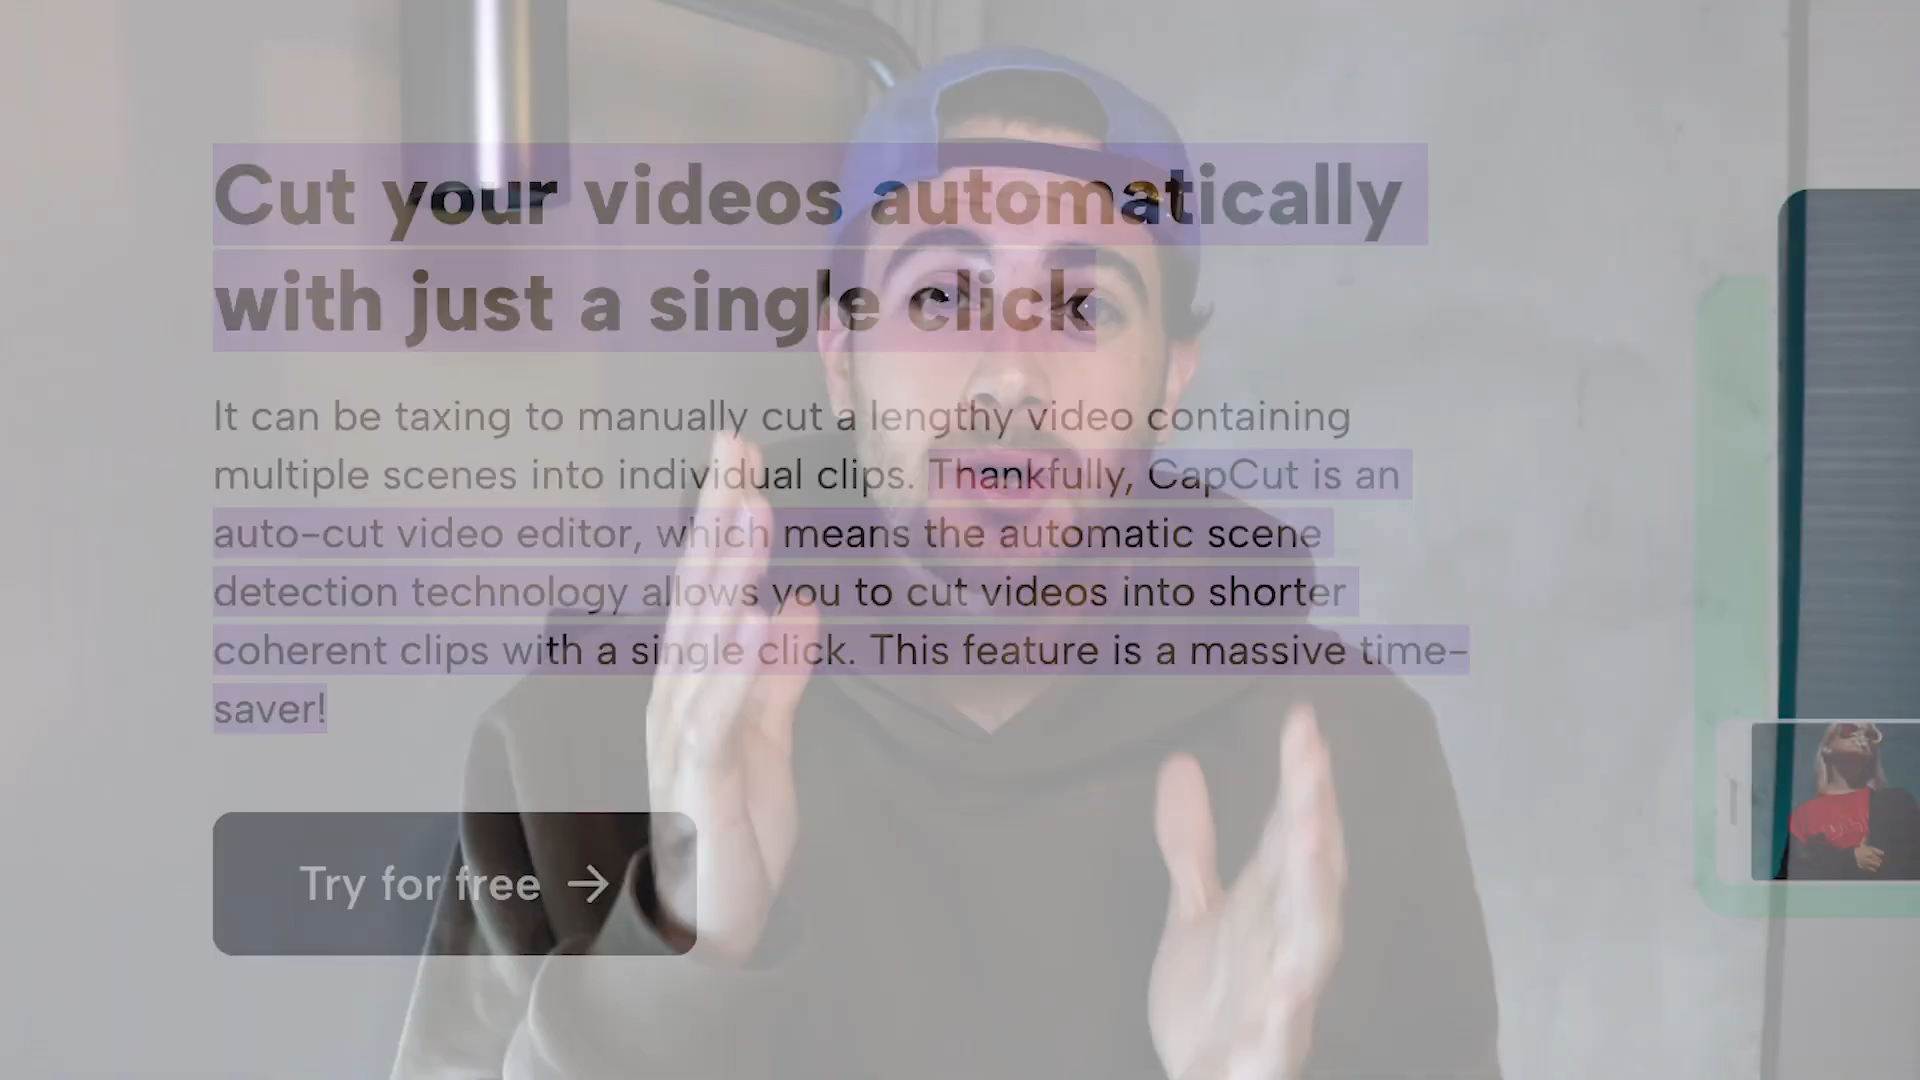 Cut your videos automatically
with just a single click
It can be taxing to manually cut a lengthy video containing
multiple scenes into individual clips. Thankfully, CapCut is an
auto-cut video editor, which means the automatic scene
detection technology allows you to cut videos into shorter
coherent clips with a single click. This feature is a massive time-
saver!
Try for free →